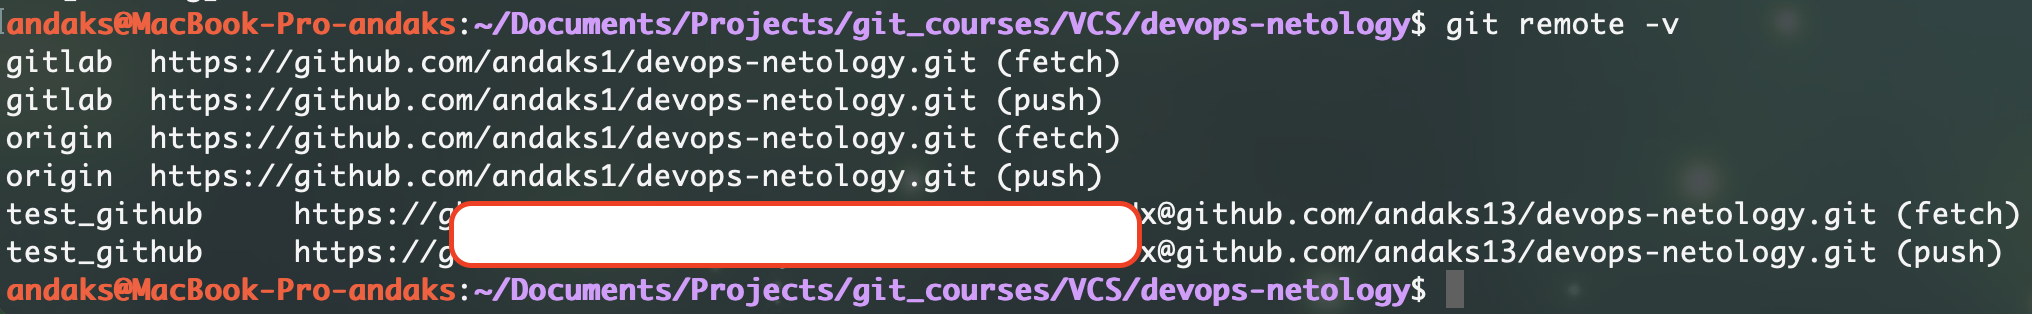 andaks@MacBook-Pro-andaks:~/Documents/Projects/git_courses/VCS/devops-netology$ git remote -v
gitlab  https://github.com/andaks1/devops-netology.git (fetch)
gitlab  https://github.com/andaks1/devops-netology.git (push)
origin  https://github.com/andaks1/devops-netology.git (fetch)
origin  https://github.com/andaks1/devops-netology.git (push)
test_github     https://g x@github.com/andaks13/devops-netology.git (fetch)
test_github     https://g x@github.com/andaks13/devops-netology.git (push)
andaks@MacBook-Pro-andaks:~/Documents/Projects/git_courses/VCS/devops-netology$